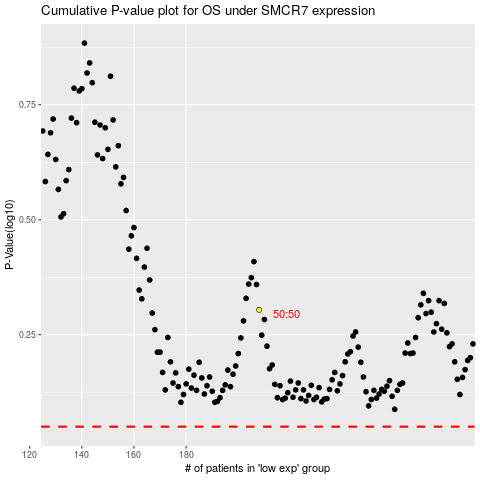 Cumulative P-value plot for OS under SMCR7 expression
P-Value(log10)
0.75
0.50
0.25
50:50
120 140 160 180
# of patients in 'low exp' group